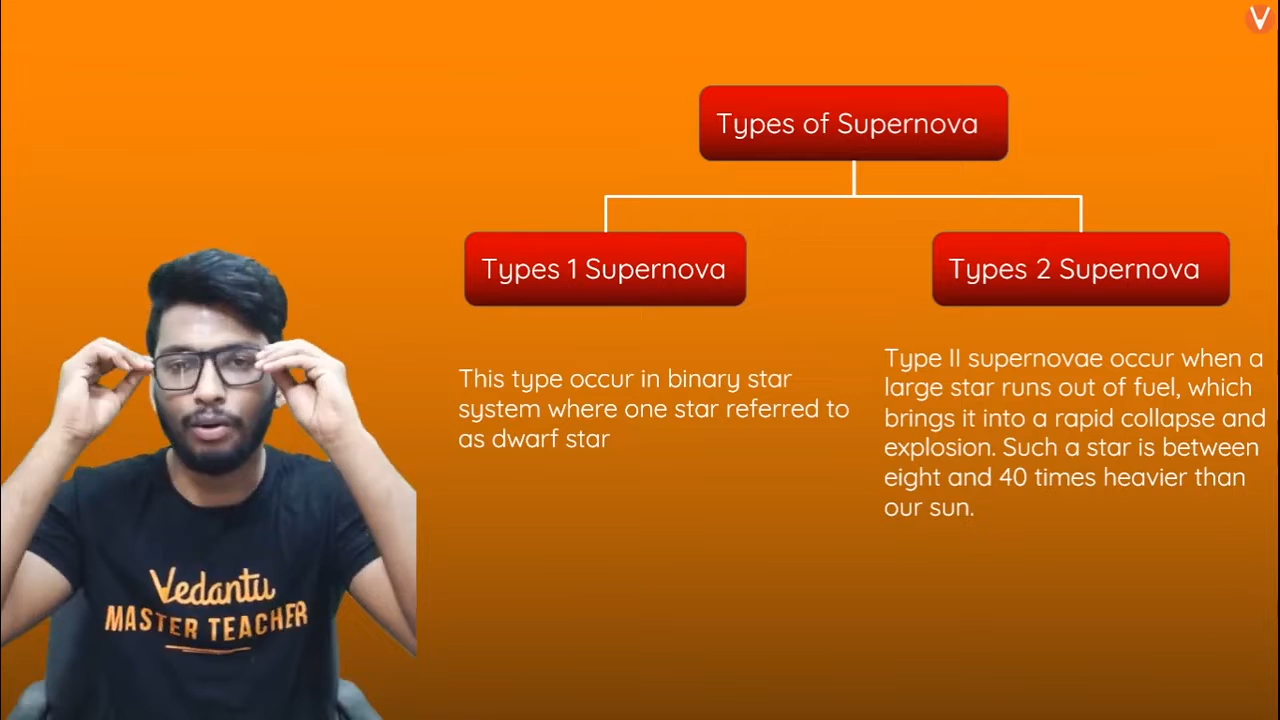 Types of Supernova
Types 1 Supernova
Types 2 Supernova
This type occur in binary star
system where one star referred to
as dwarf star
Type II supernovae occur when a
large star runs out of fuel, which
brings it into a rapid collapse and
explosion. Such a star is between
eight and 40 times heavier than
our sun.
Vedantu
MASTER TEACHER